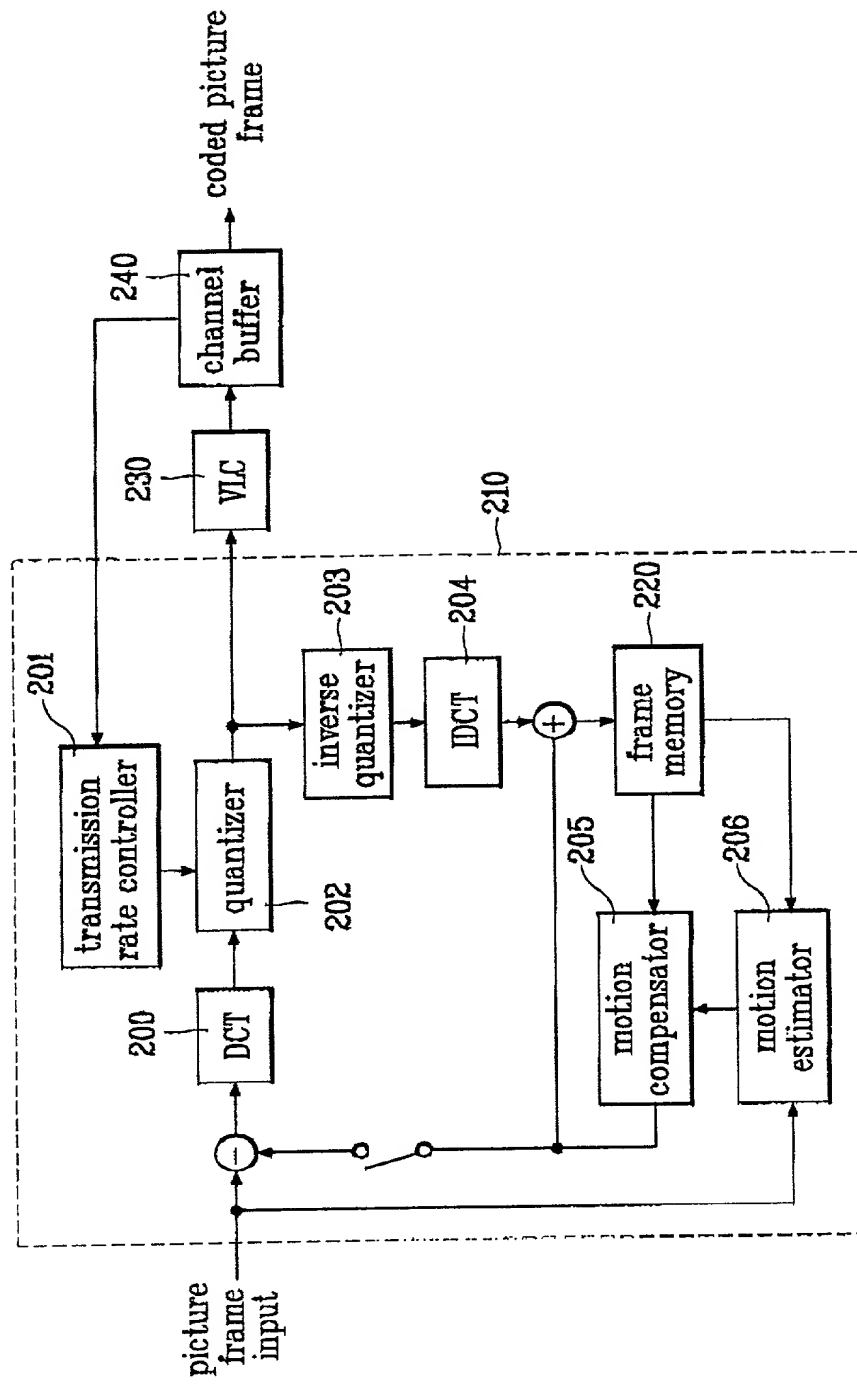 picture
frame
input
200
DCT
201
transmission
rate controller
quantizer
202
inverse
quantizer
203
IDCT
204
+
-
frame
memory
220
205
motion
compensator
206
motion
estimator
210
230
VLC
240
channel
buffer
coded picture
frame